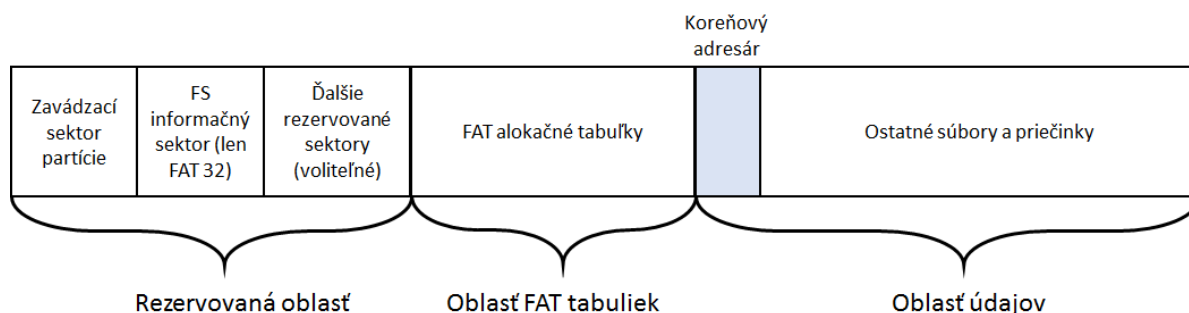 Koreňový
adresár
Zavádzací
sektor
partície
FS
informačný
sektor (len
FAT 32)
Ďalšie
rezervované
sektory
(voliteľné)
FAT alokačné tabuľky
Ostatné súbory a priečinky
Rezervovaná oblasť
Oblasť FAT tabuliek
Oblasť údajov